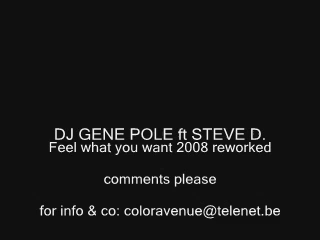 DJ GENE POLE ft STEVE D.
Feel what you want 2008 reworked
comments please
for info & co: coloravenue@telenet.be